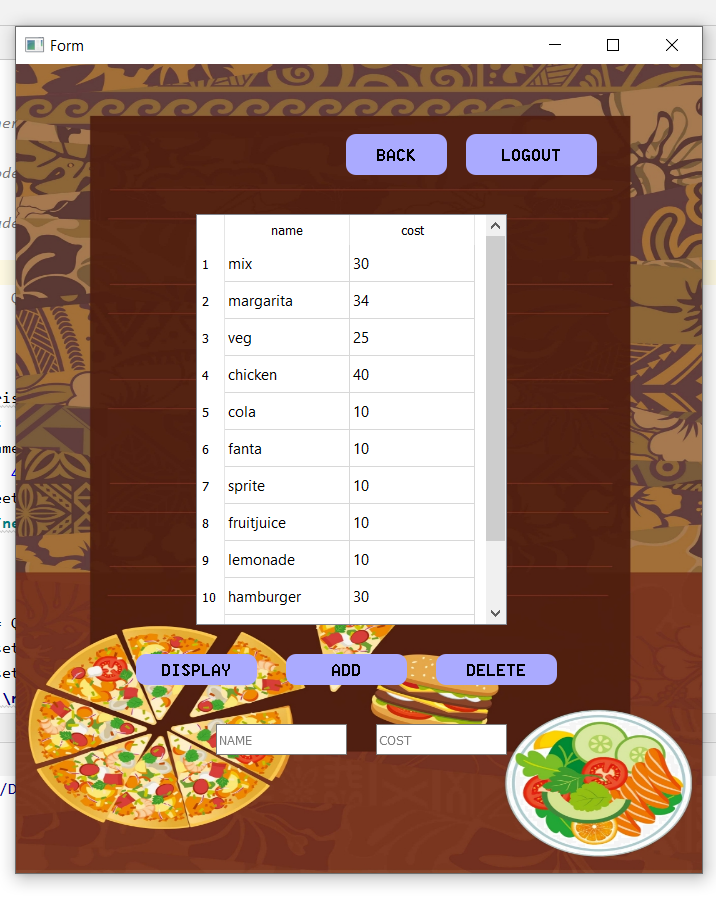 Form
BACK LOGOUT
name cost
1 mix 30
2 margarita 34
3 veg 25
4 chicken 40
5 cola 10
6 fanta 10
7 sprite 10
8 fruitjuice 10
9 lemonade 10
10 hamburger 30
DISPLAY ADD DELETE
NAME COST